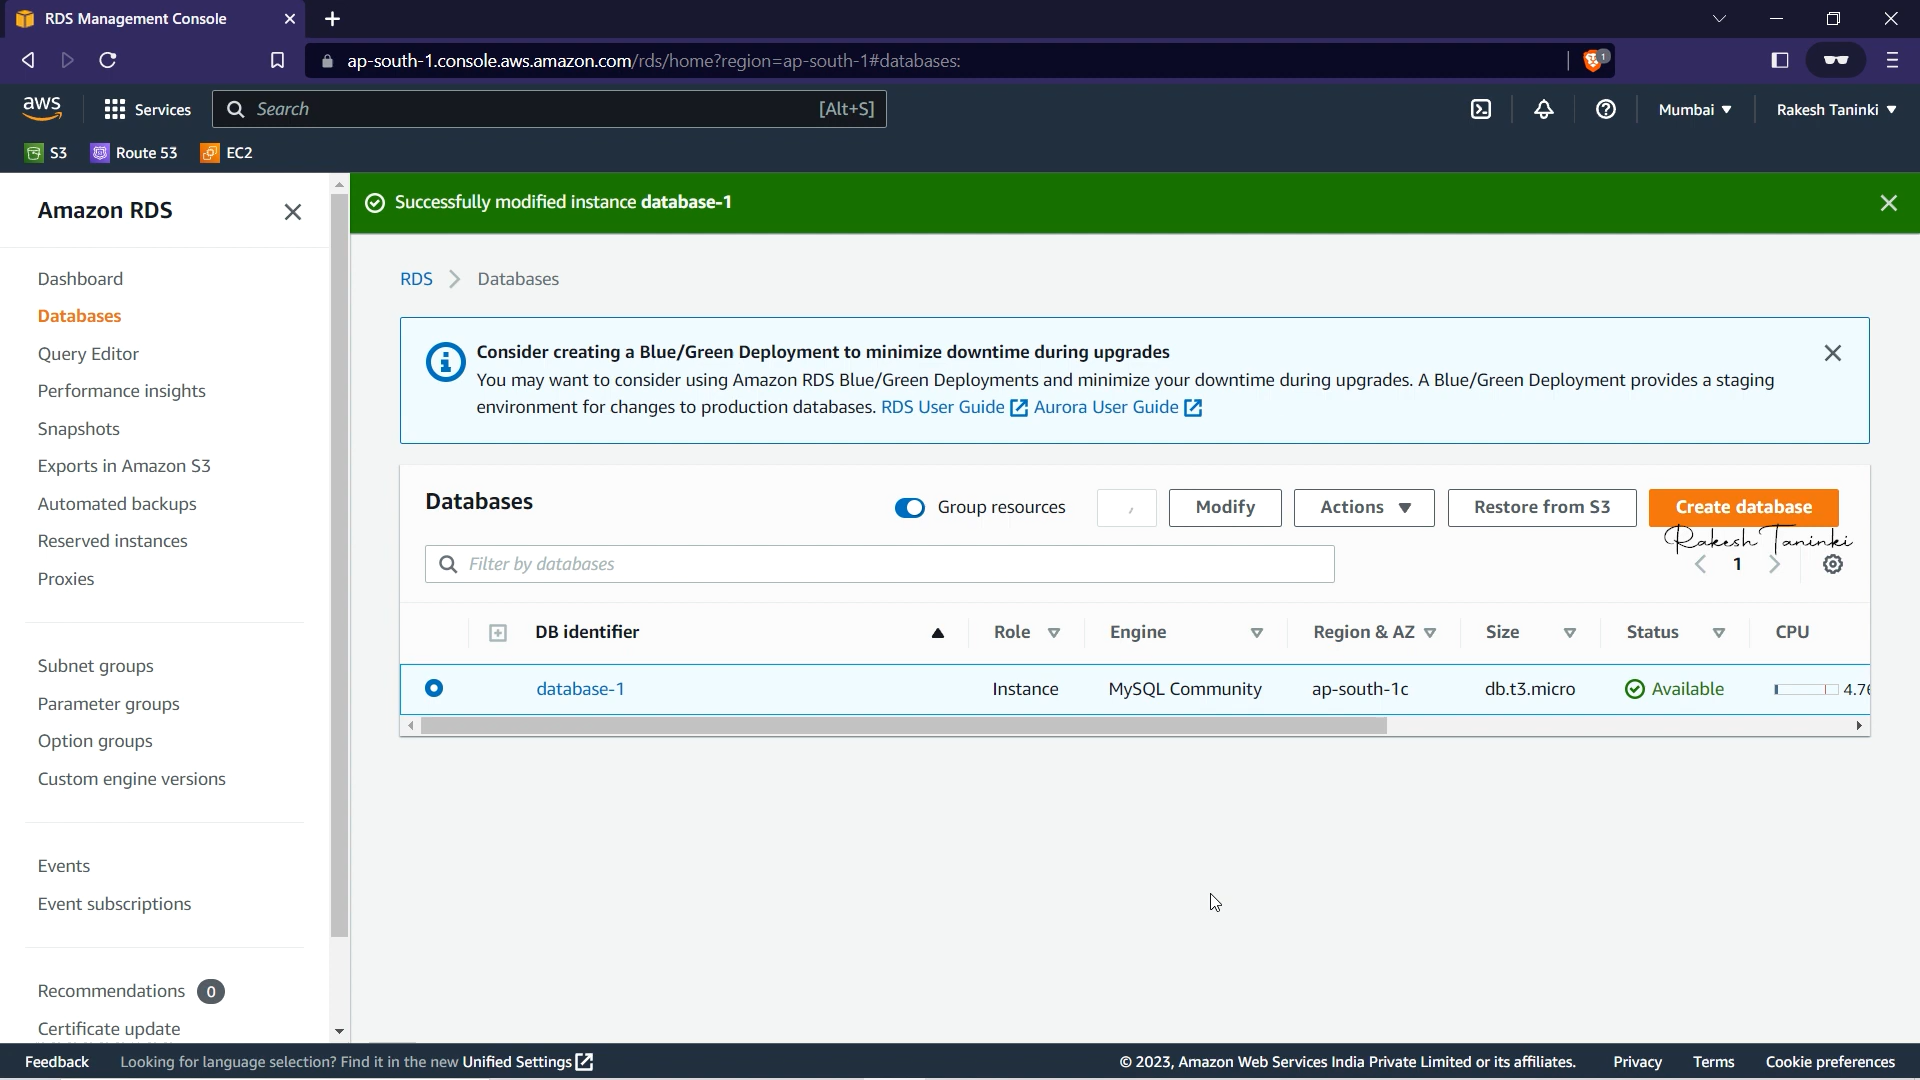 RDS Management Console
ap-south-1.console.aws.amazon.com/rds/home?region=ap-south-1#databases:
1
aws
Services
Search
[Alt+S]
Mumbai
Rakesh Taninki
S3
Route 53
EC2
Amazon RDS
Dashboard
Databases
Query Editor
Performance insights
Snapshots
Exports in Amazon S3
Automated backups
Reserved instances
Proxies
Subnet groups
Parameter groups
Option groups
Custom engine versions
Events
Event subscriptions
Recommendations 0
Certificate update
Successfully modified instance database-1
RDS > Databases
Consider creating a Blue/Green Deployment to minimize downtime during upgrades
You may want to consider using Amazon RDS Blue/Green Deployments and minimize your downtime during upgrades. A Blue/Green Deployment provides a staging
environment for changes to production databases. RDS User Guide Aurora User Guide
Databases
Group resources
Modify
Actions
Restore from S3
Create database
Rakesh Taninki
Filter by databases
1
DB identifier Role Engine Region & AZ Size Status CPU
database-1 Instance MySQL Community ap-south-1c db.t3.micro Available
Feedback Looking for language selection? Find it in the new Unified Settings © 2023, Amazon Web Services India Private Limited or its affiliates. Privacy Terms Cookie preferences